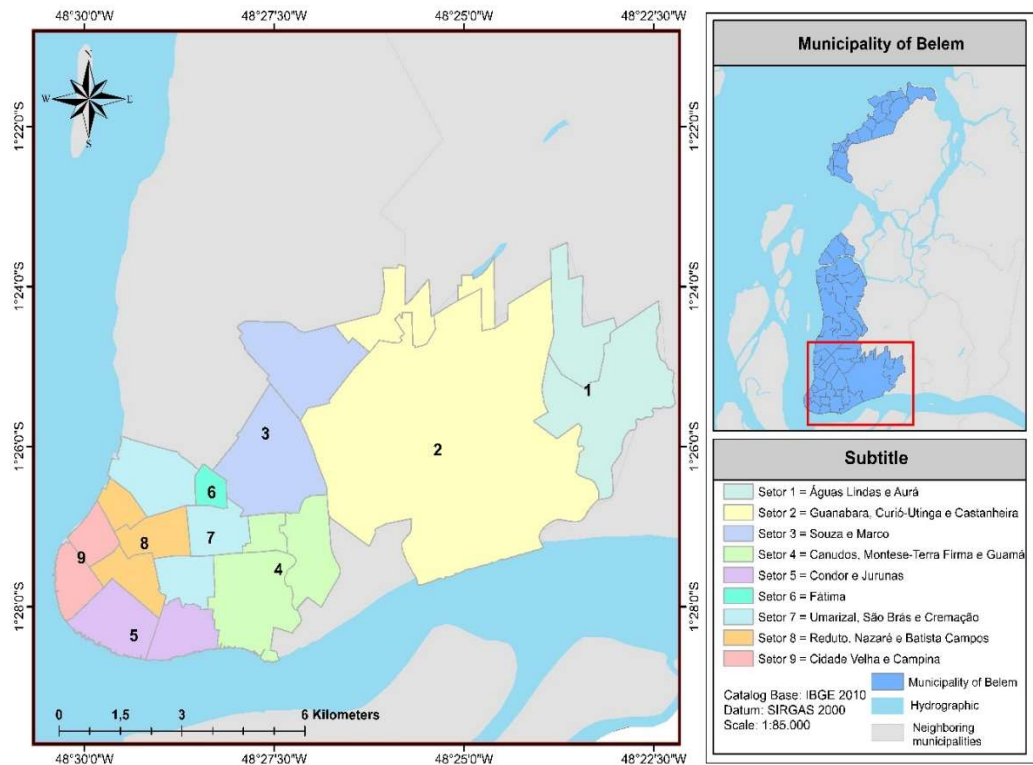 48°30'0"W 48°27'30"W 48°25'0"W 48°22'30"W
N
W E
S
1°22'0"S 1°22'0"S
1°24'0"S 1°24'0"S
1°26'0"S 1°26'0"S
1°28'0"S 1°28'0"S
1
2
3
6
7
8
9
4
5
0 1,5 3 6 Kilometers
48°30'0"W 48°27'30"W 48°25'0"W 48°22'30"W
Municipality of Belem
Subtitle
Setor 1 = Águas Lindas e Aurá
Setor 2 = Guanabara, Curió-Utinga e Castanheira
Setor 3 = Souza e Marco
Setor 4 = Canudos, Montese-Terra Firma e Guamá
Setor 5 = Condor e Jurunas
Setor 6 = Fátima
Setor 7 = Umarizal, São Brás e Cremação
Setor 8 = Reduto, Nazaré e Batista Campos
Setor 9 = Cidade Velha e Campina
Catalog Base: IBGE 2010
Datum: SIRGAS 2000
Scale: 1:85.000
Municipality of Belem
Hydrographic
Neighboring
municipalities